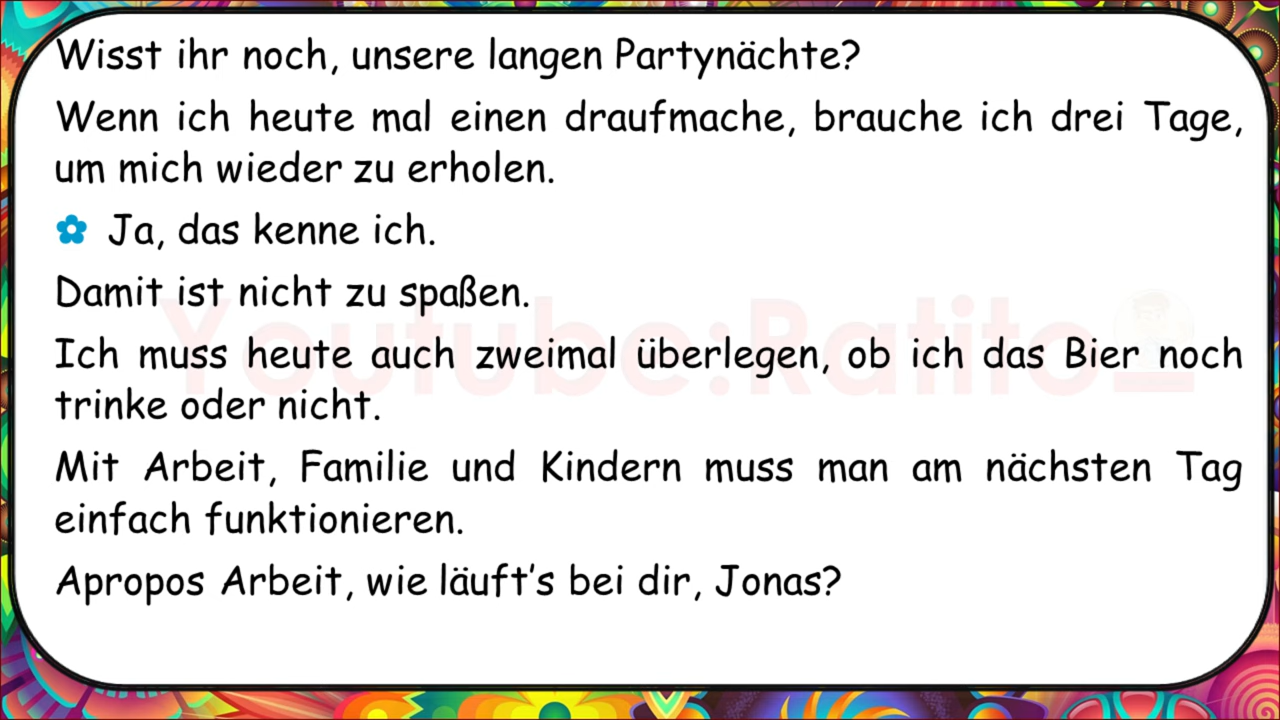 Wisst ihr noch, unsere langen Partynächte?
Wenn ich heute mal einen draufmache, brauche ich drei Tage,
um mich wieder zu erholen.
✿ Ja, das kenne ich.
Damit ist nicht zu spaßen.
Ich muss heute auch zweimal überlegen, ob ich das Bier noch
trinke oder nicht.
Mit Arbeit, Familie und Kindern muss man am nächsten Tag
einfach funktionieren.
Apropos Arbeit, wie läuft’s bei dir, Jonas?
Youtube:Ratito